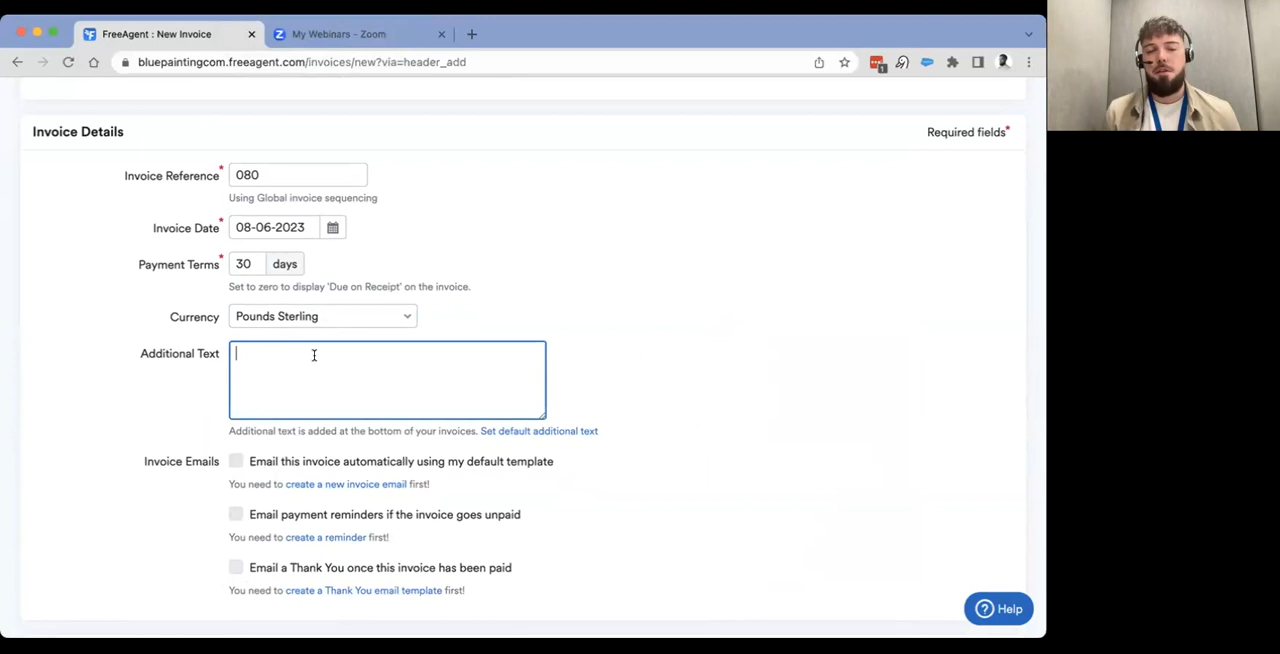 FreeAgent : New Invoice
My Webinars - Zoom
bluepaintingcom.freeagent.com/invoices/new?via=header_add
1
Invoice Details
Required fields*
Invoice Reference* 080
Using Global invoice sequencing
Invoice Date* 08-06-2023
Payment Terms* 30 days
Set to zero to display 'Due on Receipt' on the invoice.
Currency Pounds Sterling
Additional Text
Additional text is added at the bottom of your invoices. Set default additional text
Invoice Emails Email this invoice automatically using my default template
You need to create a new invoice email first!
Email payment reminders if the invoice goes unpaid
You need to create a reminder first!
Email a Thank You once this invoice has been paid
You need to create a Thank You email template first!
? Help